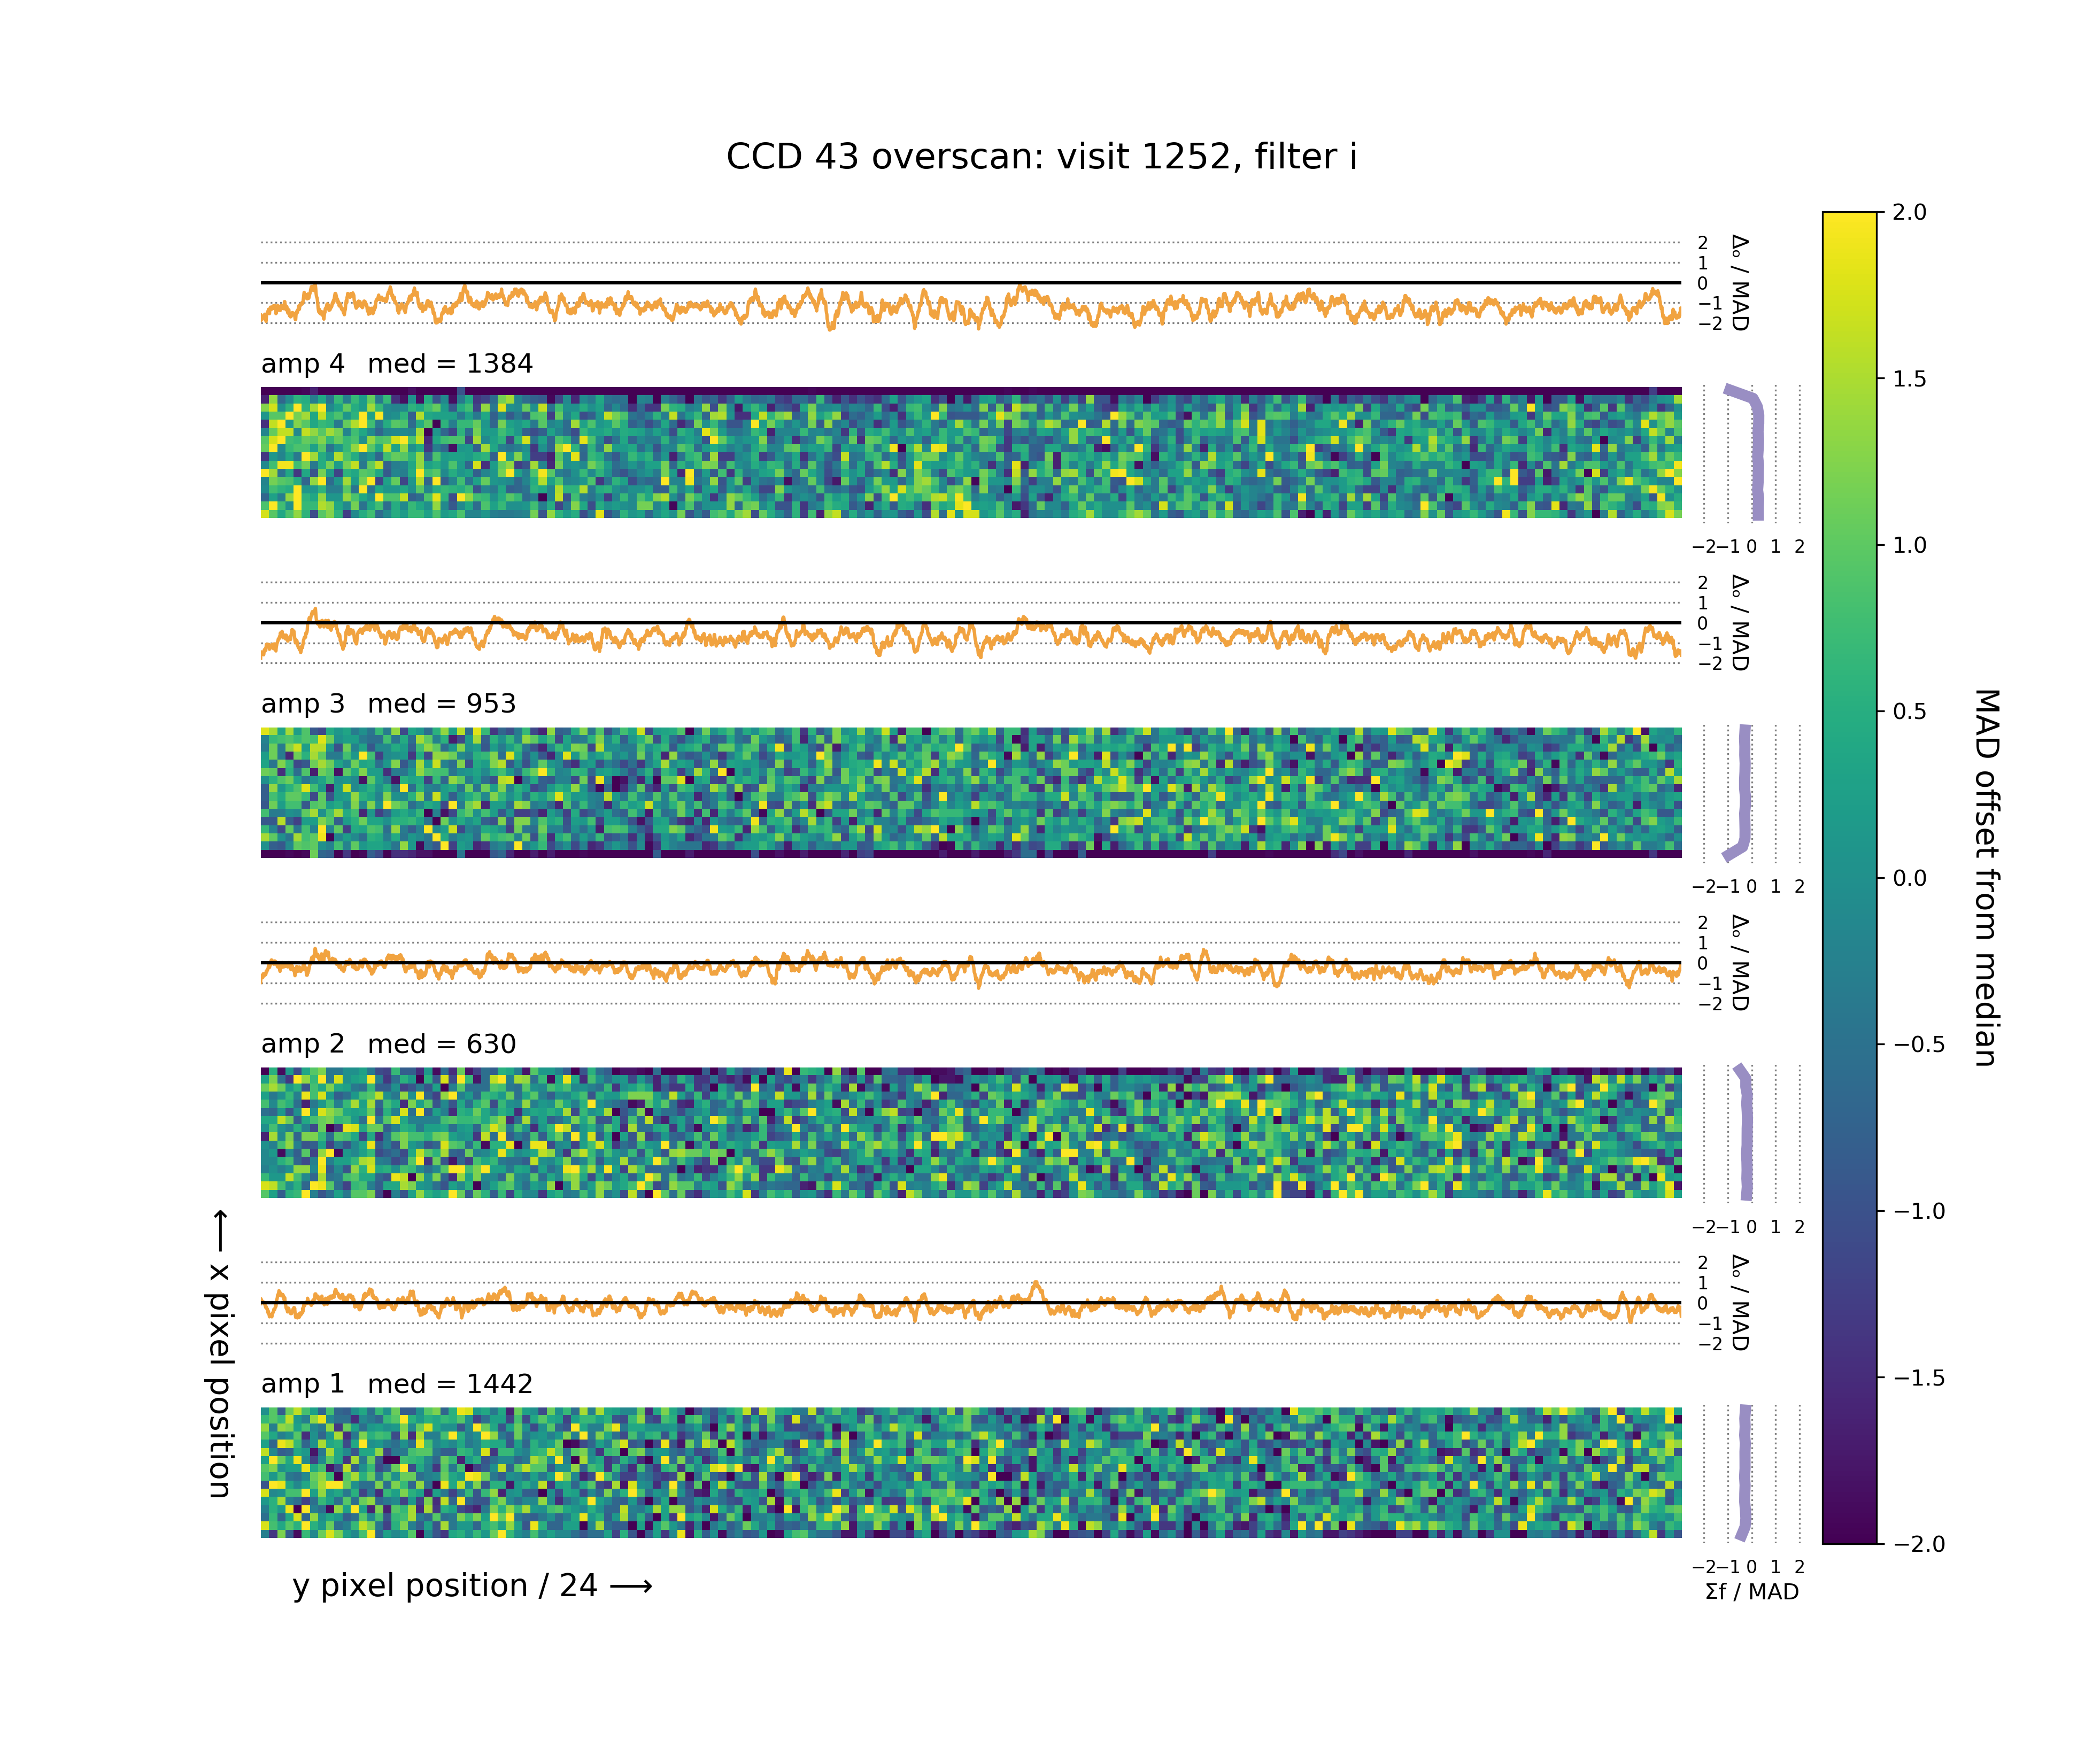 CCD 43 overscan: visit 1252, filter i
2
1
0
−1
−2
Δₒ / MAD
amp 4 med = 1384
−2 −1 0 1 2
2
1
0
−1
−2
Δₒ / MAD
amp 3 med = 953
−2 −1 0 1 2
2
1
0
−1
−2
Δₒ / MAD
amp 2 med = 630
−2 −1 0 1 2
2
1
0
−1
−2
Δₒ / MAD
amp 1 med = 1442
−2 −1 0 1 2
Σf / MAD
y pixel position / 24 ⟶
⟵ x pixel position
2.0
1.5
1.0
0.5
0.0
−0.5
−1.0
−1.5
−2.0
MAD offset from median